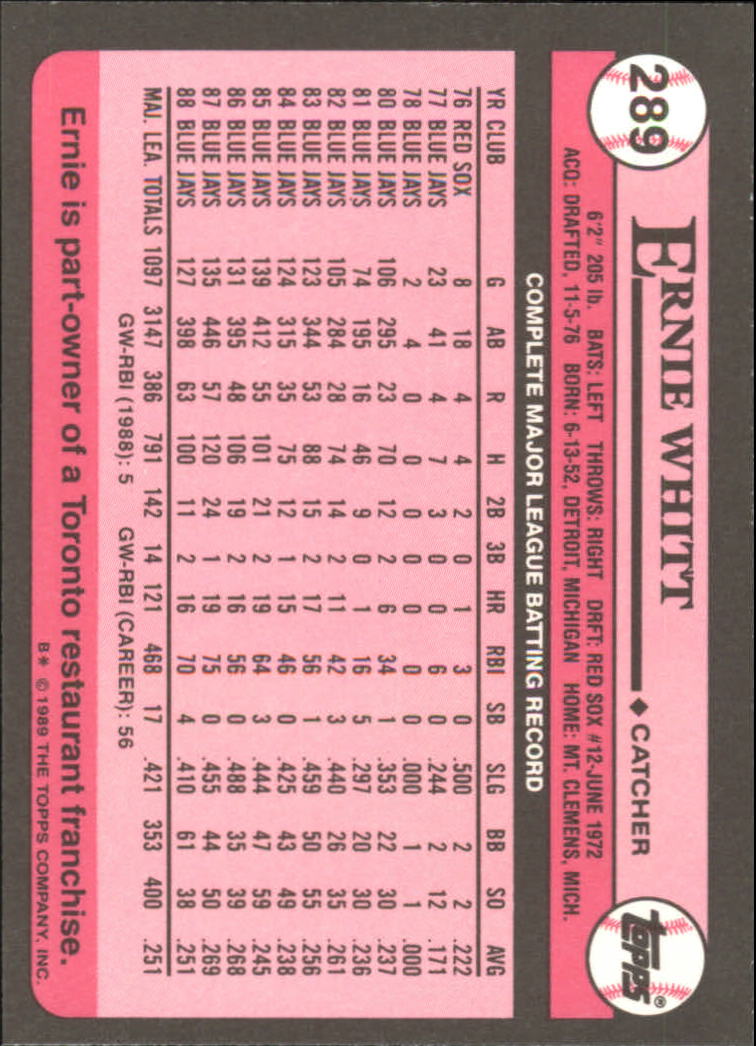 289
ERNIE WHITT
◆ CATCHER
topps®
6'2" 205 lb. BATS: LEFT THROWS: RIGHT DRFT: RED SOX #12-JUNE 1972
ACQ: DRAFTED, 11-5-76 BORN: 6-13-52, DETROIT, MICHIGAN HOME: MT. CLEMENS, MICH.
COMPLETE MAJOR LEAGUE BATTING RECORD
YR CLUB G AB R H 2B 3B HR RBI SB SLG BB SO AVG
76 RED SOX 8 18 4 4 2 0 1 3 0 .500 2 2 .222
77 BLUE JAYS 23 41 4 7 3 0 0 6 0 .244 2 12 .171
78 BLUE JAYS 2 4 0 0 0 0 0 0 0 .000 1 1 .000
80 BLUE JAYS 106 295 23 70 12 2 6 34 1 .353 22 30 .237
81 BLUE JAYS 74 195 16 46 9 0 1 16 5 .297 20 30 .236
82 BLUE JAYS 105 284 28 74 14 2 11 42 3 .440 26 35 .261
83 BLUE JAYS 123 344 53 88 15 2 17 56 1 .459 50 55 .256
84 BLUE JAYS 124 315 35 75 12 1 15 46 0 .425 43 49 .238
85 BLUE JAYS 139 412 55 101 21 2 19 64 3 .444 47 59 .245
86 BLUE JAYS 131 395 48 106 19 2 16 56 0 .488 35 39 .268
87 BLUE JAYS 135 446 57 120 24 1 19 75 0 .455 44 50 .269
88 BLUE JAYS 127 398 63 100 11 2 16 70 4 .410 61 38 .251
MAJ. LEA. TOTALS 1097 3147 386 791 142 14 121 468 17 .421 353 400 .251
GW-RBI (1988): 5 GW-RBI (CAREER): 56
Ernie is part-owner of a Toronto restaurant franchise.
B* © 1989 THE TOPPS COMPANY, INC.